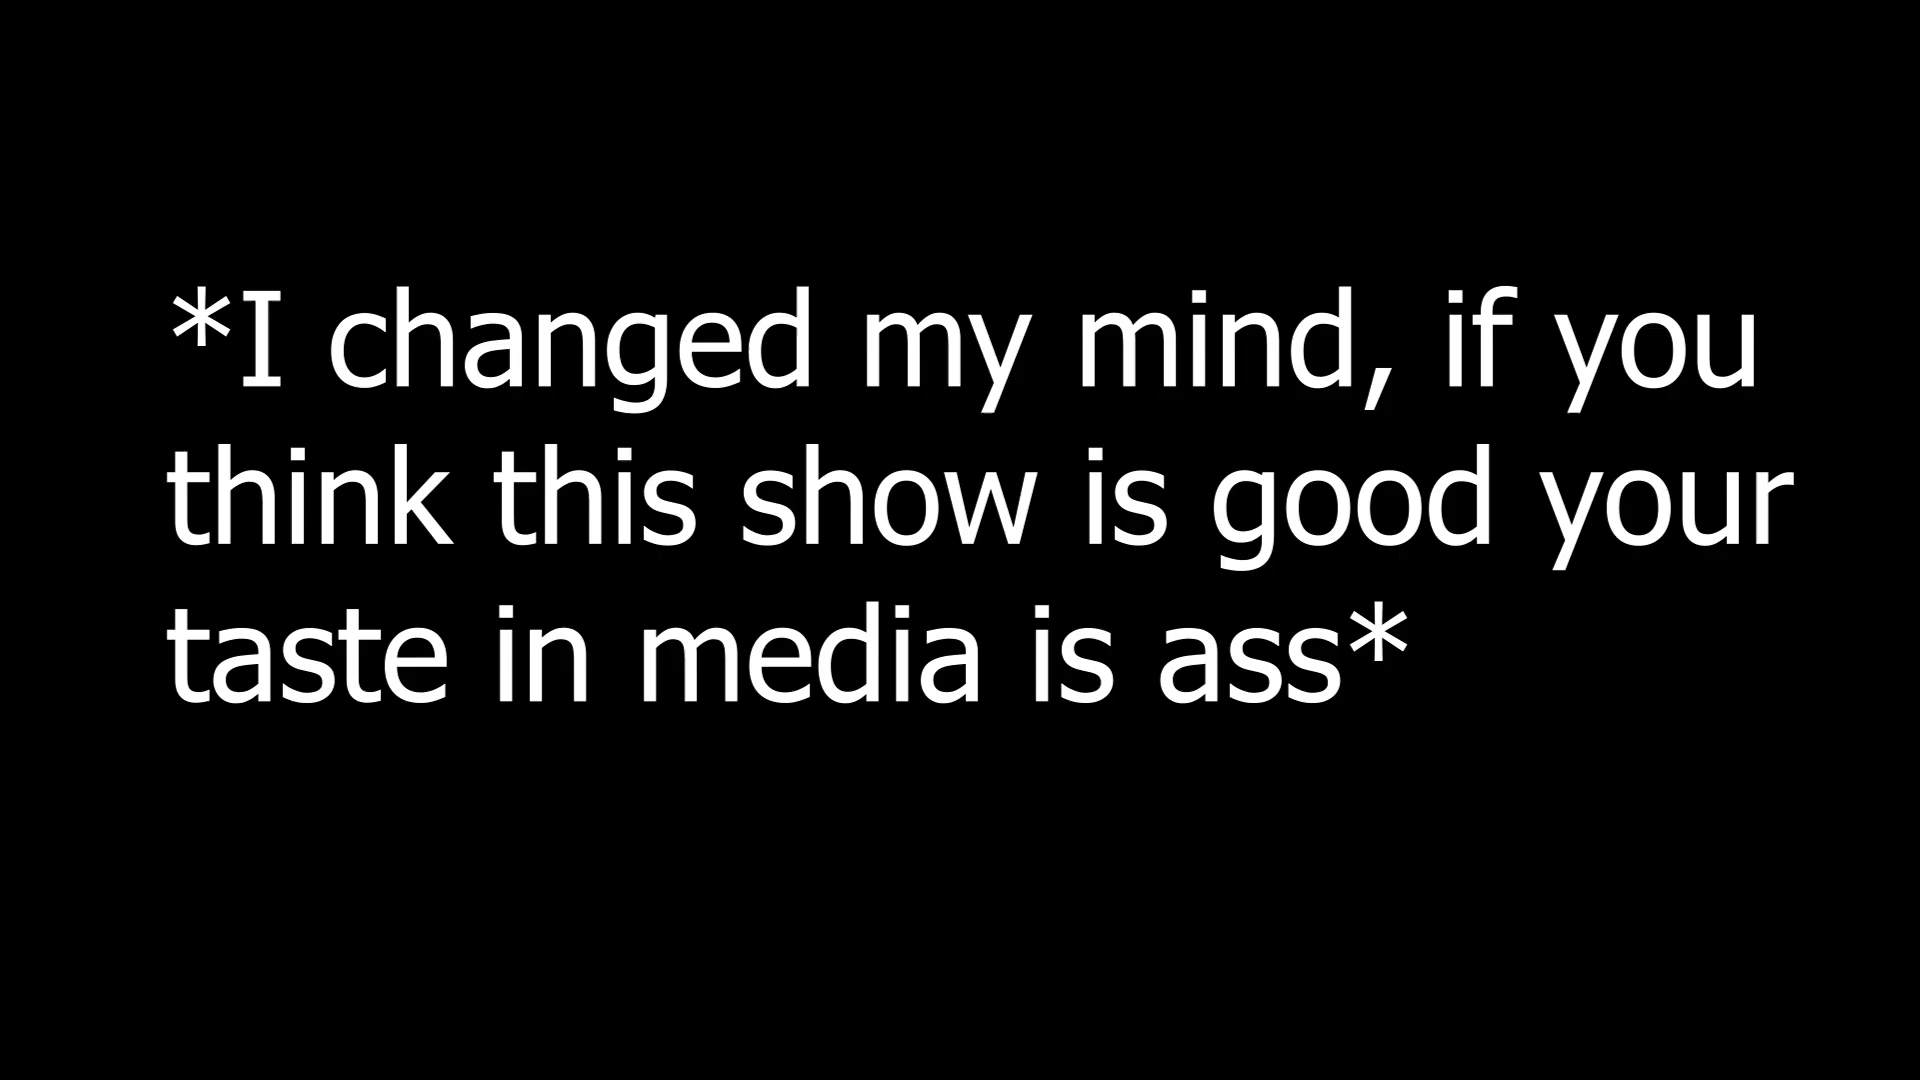 *I changed my mind, if you
think this show is good your
taste in media is ass*